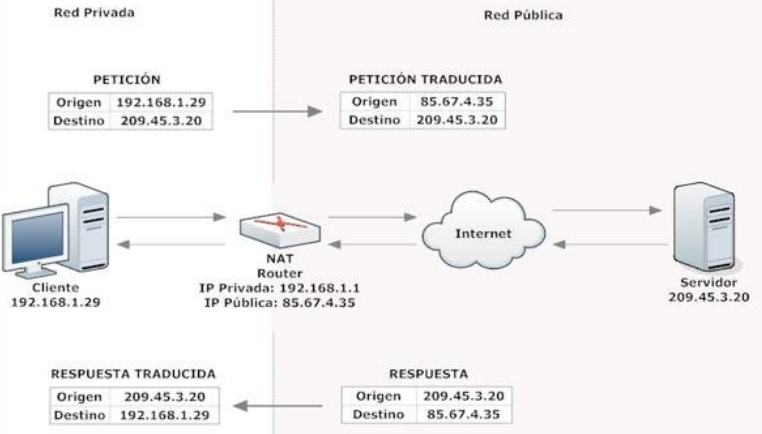 Red Privada
Red Pública
PETICIÓN
Origen 192.168.1.29
Destino 209.45.3.20
PETICIÓN TRADUCIDA
Origen 85.67.4.35
Destino 209.45.3.20
Cliente
192.168.1.29
NAT
Router
IP Privada: 192.168.1.1
IP Pública: 85.67.4.35
Internet
Servidor
209.45.3.20
RESPUESTA TRADUCIDA
Origen 209.45.3.20
Destino 192.168.1.29
RESPUESTA
Origen 209.45.3.20
Destino 85.67.4.35